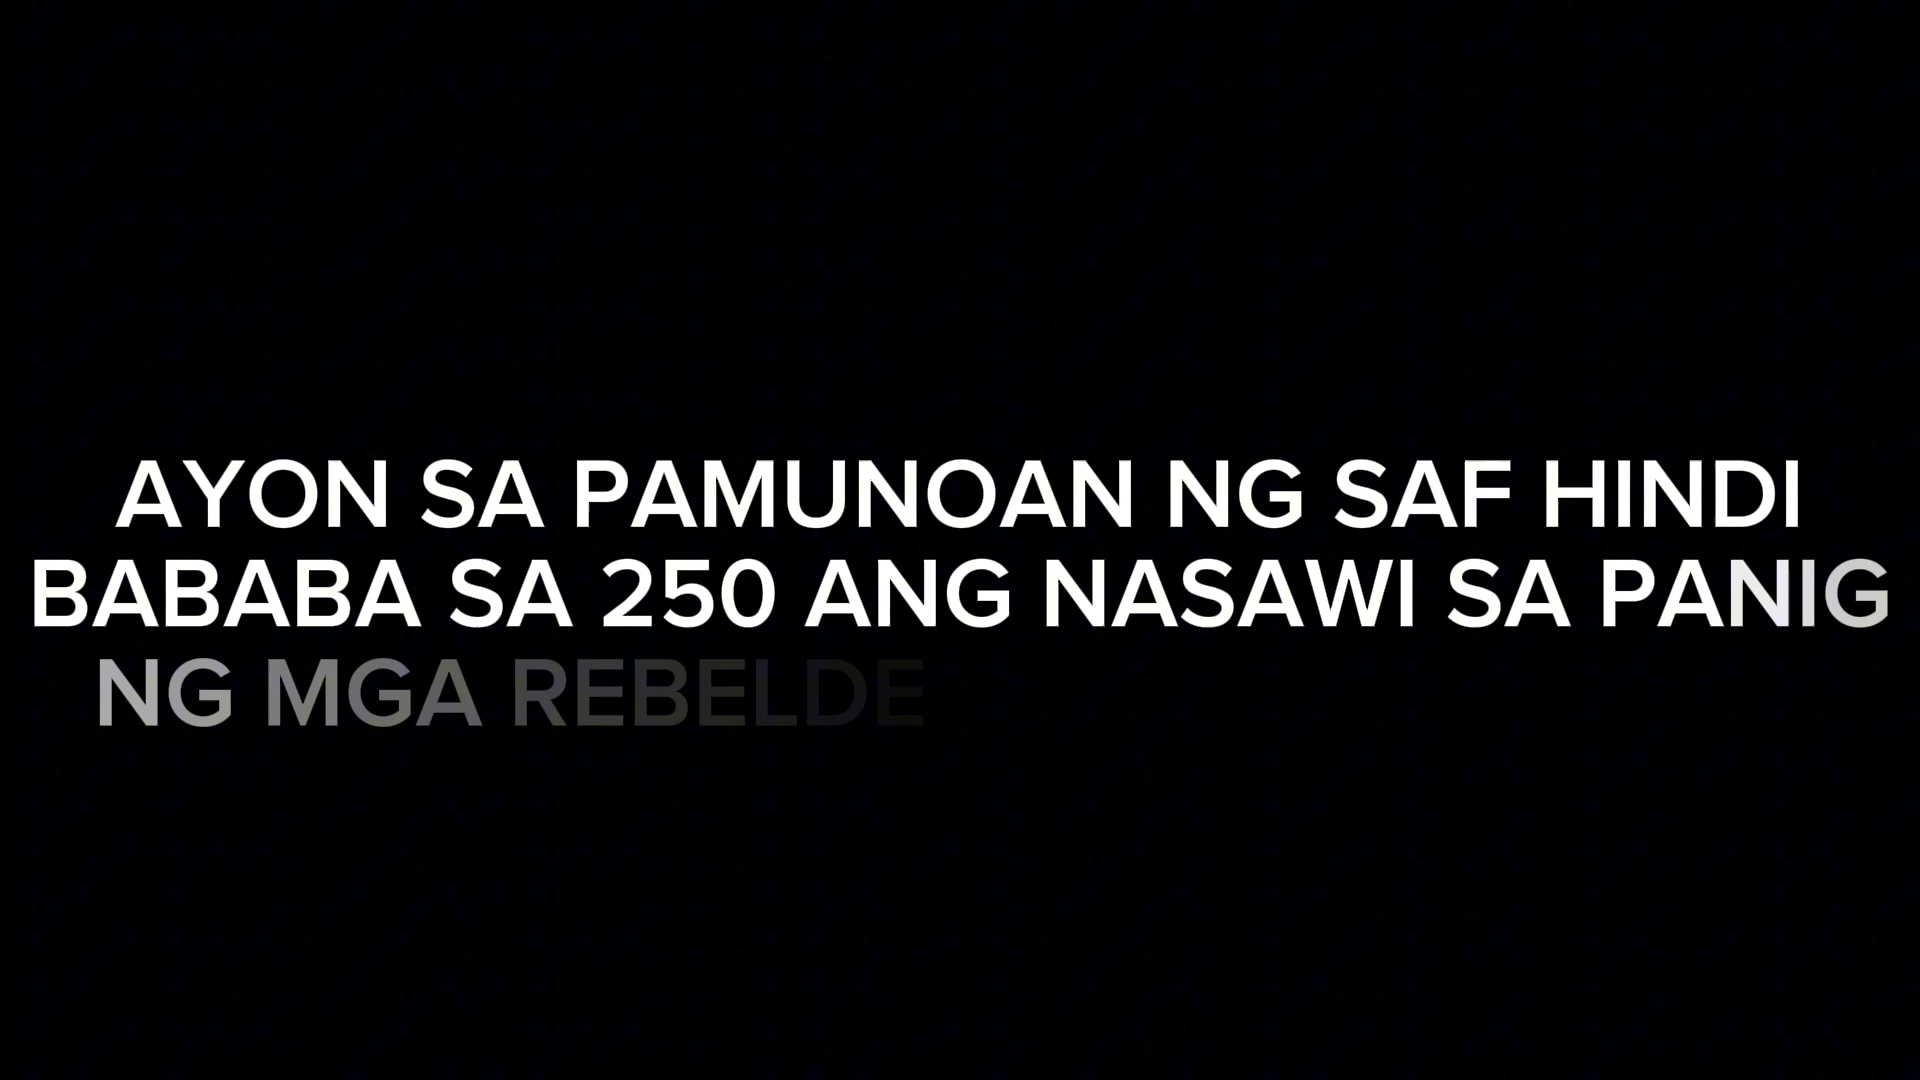 AYON SA PAMUNOAN NG SAF HINDI
BABABA SA 250 ANG NASAWI SA PANIG
NG MGA REBELDE